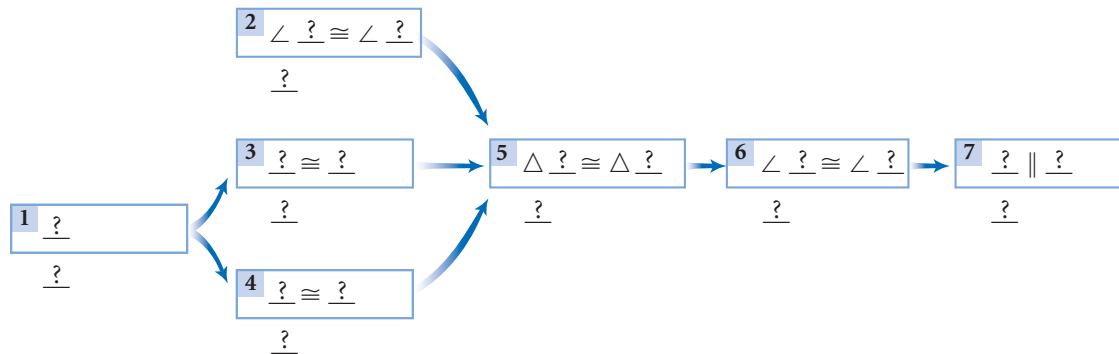 2 ∠ ? ≅ ∠ ?
?
3 ? ≅ ?
?
1 ?
?
4 ? ≅ ?
?
5 △ ? ≅ △ ?
?
6 ∠ ? ≅ ∠ ?
?
7 ? ∥ ?
?